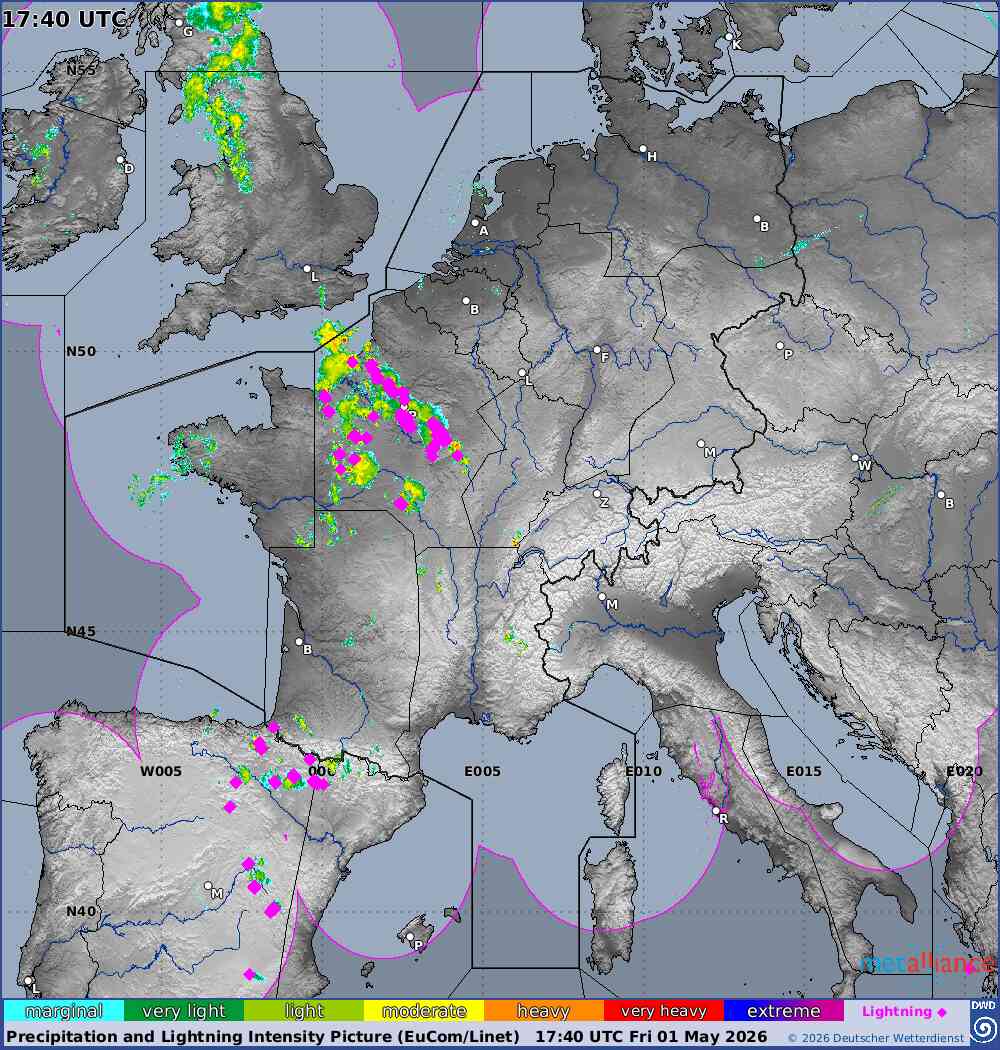 17:40 UTC
G
K
N55
D
H
A
B
L
B
N50
F
P
L
P
M
W
Z
B
M
N45
B
W005
000
E005
E010
E015
E020
R
M
N40
P
L
metalliance
marginal very light light moderate heavy very heavy extreme Lightning
DWD
Precipitation and Lightning Intensity Picture (EuCom/Linet) 17:40 UTC Fri 01 May 2026 © 2026 Deutscher Wetterdienst